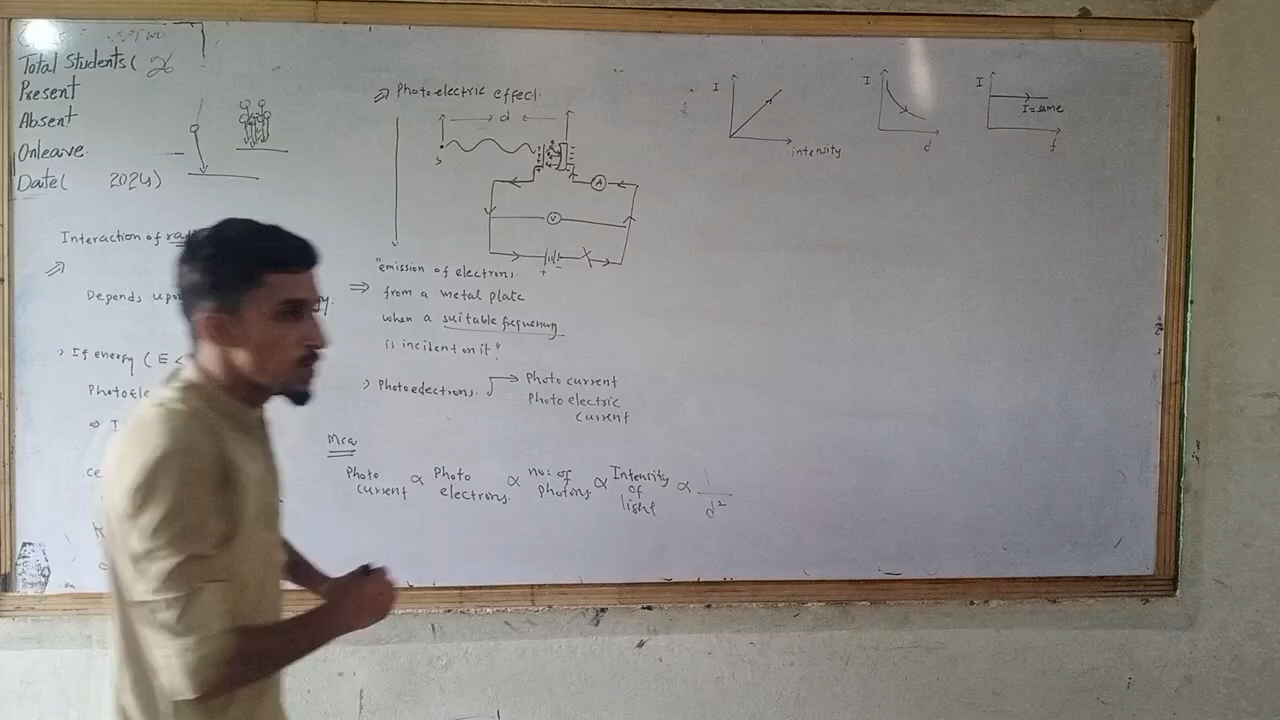 Total Students(
Present
Absent
Onleave.
Date( 2024)
Interaction of
Depends upon
> If energy (E <
Photoele
=> Photoelectric effect.
d
S
A
V
+ -
"emission of electrons
from a metal plate
when a suitable frequency
is incident on it".
> Photoelectrons. Photo current
Photo electric
current
Mcq
Photo current ∝ Photo electrons. ∝ no: of photons ∝ Intensity of light ∝ 1/d²
I
intensity
I
d
I
I = same
f